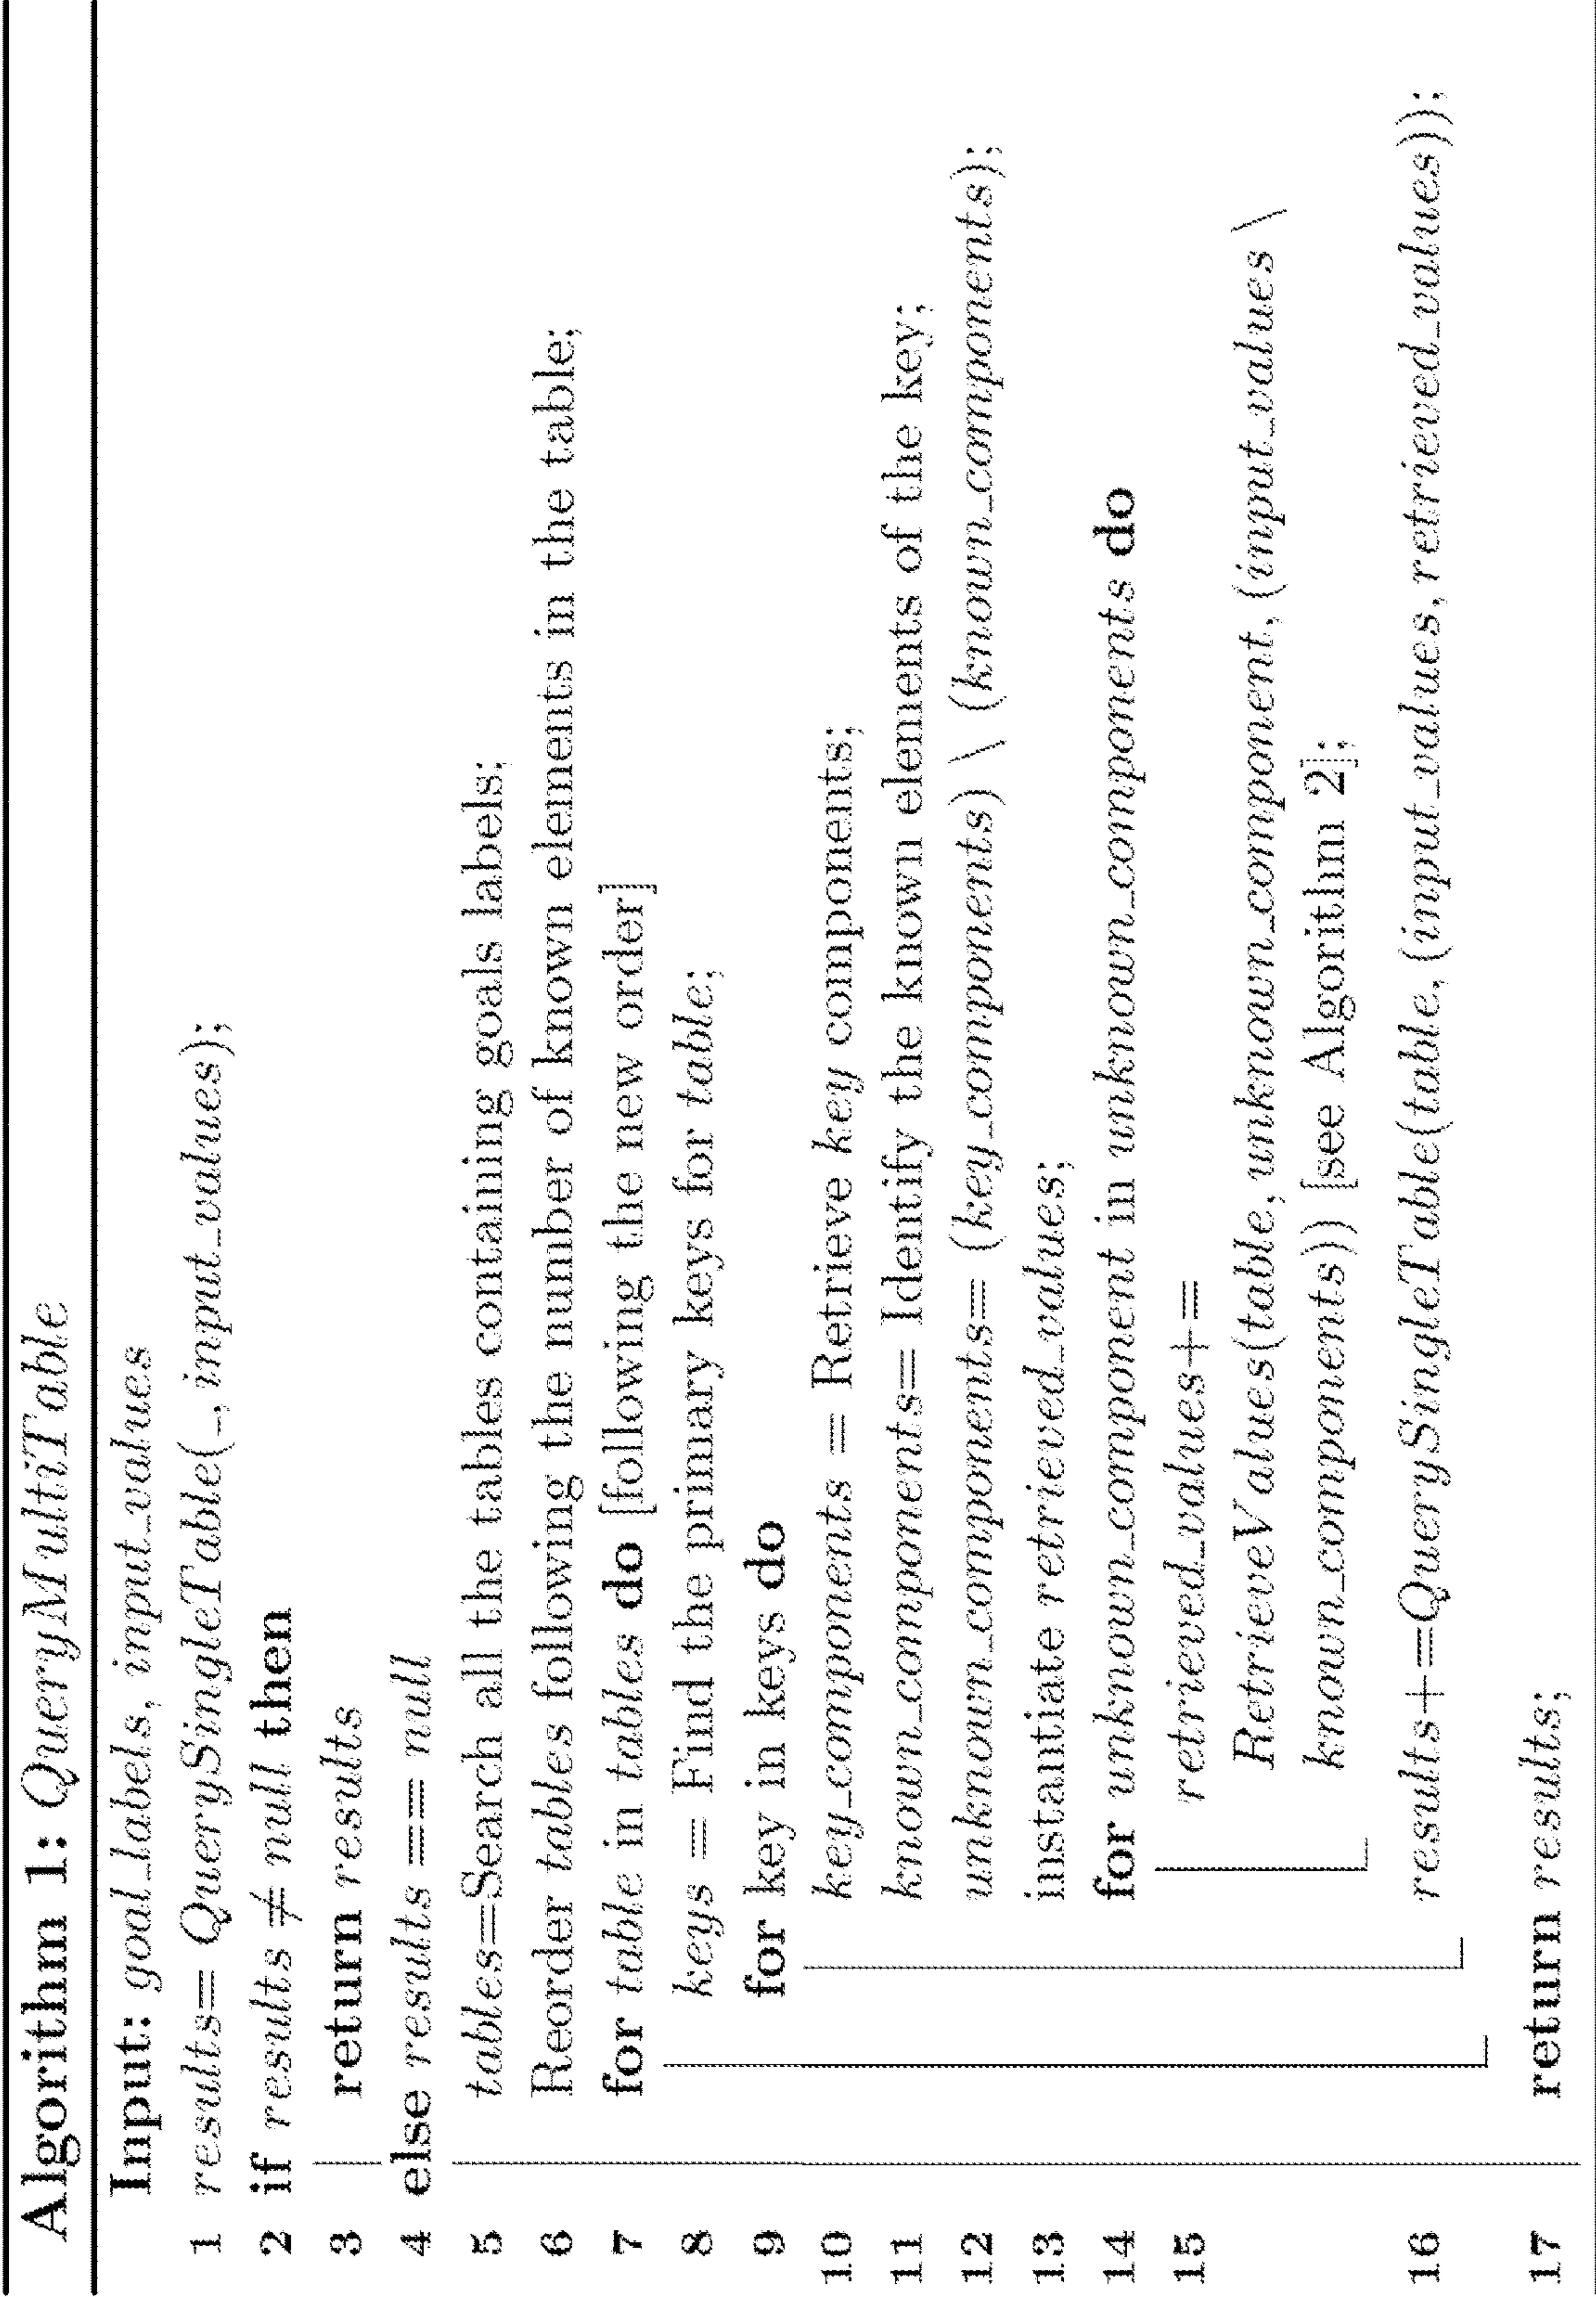 Algorithm 1: QueryMultiTable
Input: goal_labels, input_values
1 results= QuerySingleTable(_, input_values);
2 if results ≠ null then
3 return results
4 else results == null
5 tables=Search all the tables containing goals labels;
6 Reorder tables following the number of known elements in the table;
7 for table in tables do [following the new order]
8 keys = Find the primary keys for table;
9 for key in keys do
10 key_components = Retrieve key components;
11 known_components= Identify the known elements of the key;
12 unknown_components= (key_components) \ (known_components);
13 instantiate retrieved_values;
14 for unknown_component in unknown_components do
15 retrieved_values+=
RetrieveValues(table, unknown_component, (input_values \
known_components)) [see Algorithm 2];
16 results+=QuerySingleTable(table, (input_values, retrieved_values));
17 return results;